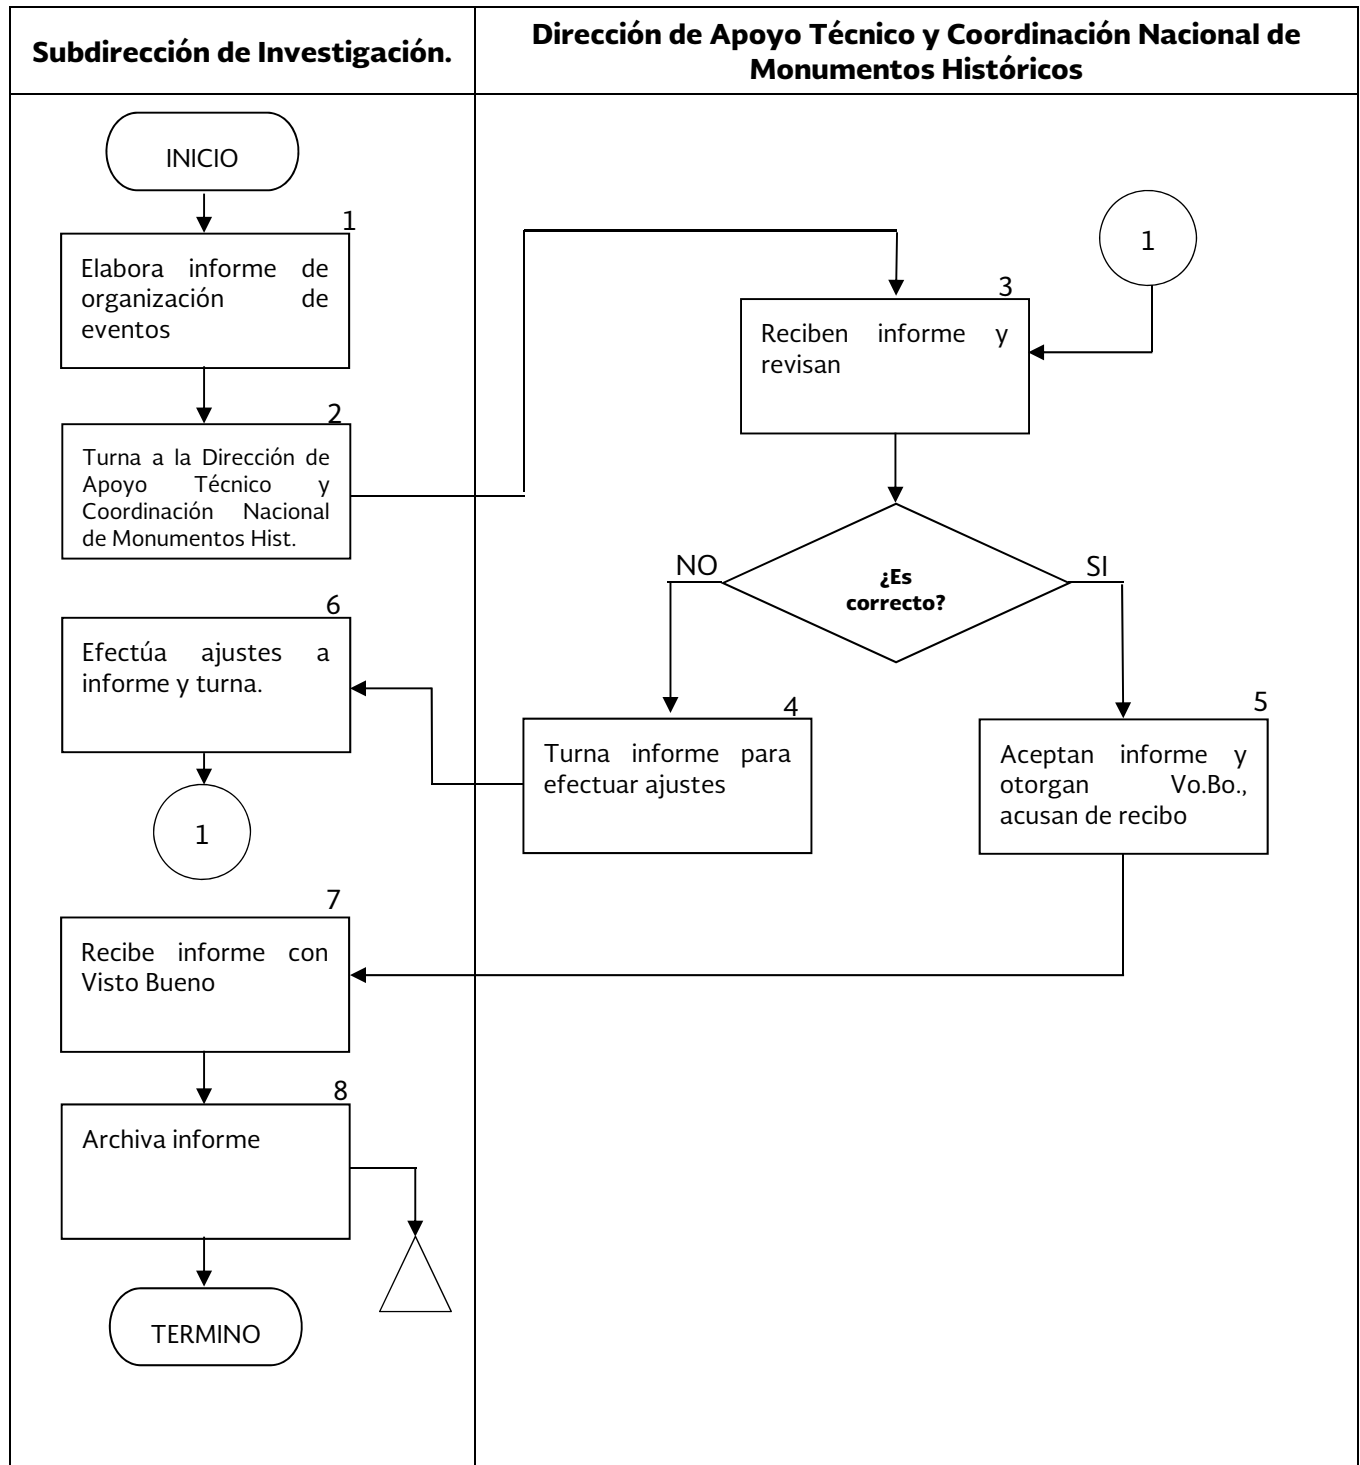 Subdirección de Investigación.
Dirección de Apoyo Técnico y Coordinación Nacional de
Monumentos Históricos
INICIO
1
Elabora informe de
organización de
eventos
2
Turna a la Dirección de
Apoyo Técnico y
Coordinación Nacional
de Monumentos Hist.
1
3
Reciben informe y
revisan
¿Es
correcto?
NO
SI
4
Turna informe para
efectuar ajustes
5
Aceptan informe y
otorgan Vo.Bo.,
acusan de recibo
6
Efectúa ajustes a
informe y turna.
1
7
Recibe informe con
Visto Bueno
8
Archiva informe
TERMINO